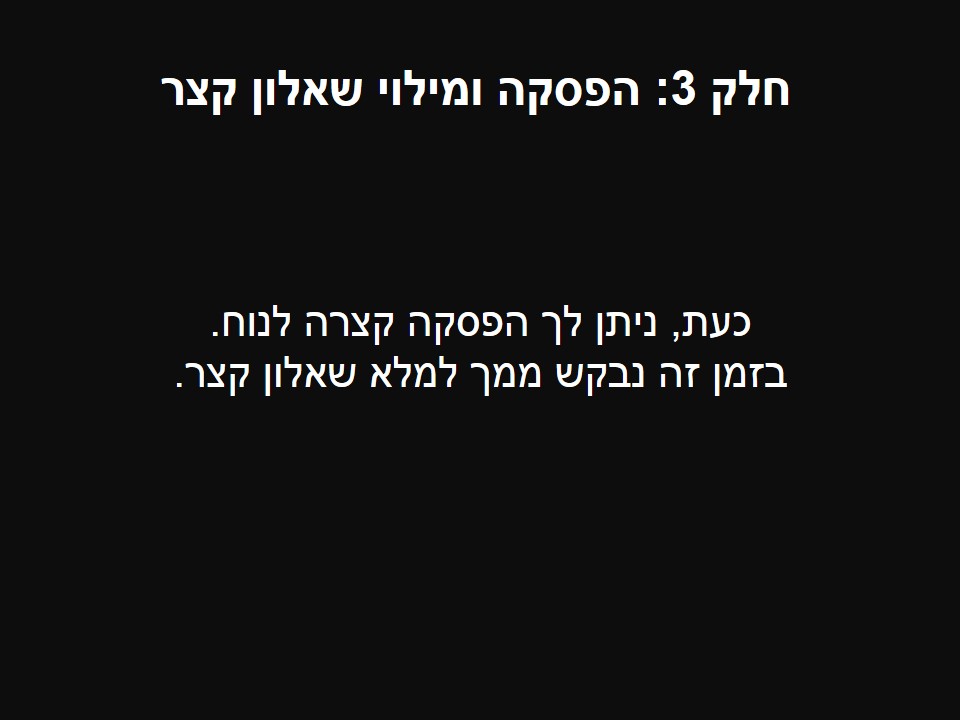 חלק 3: הפסקה ומילוי שאלון קצר
כעת, ניתן לך הפסקה קצרה לנוח.
בזמן זה נבקש ממך למלא שאלון קצר.